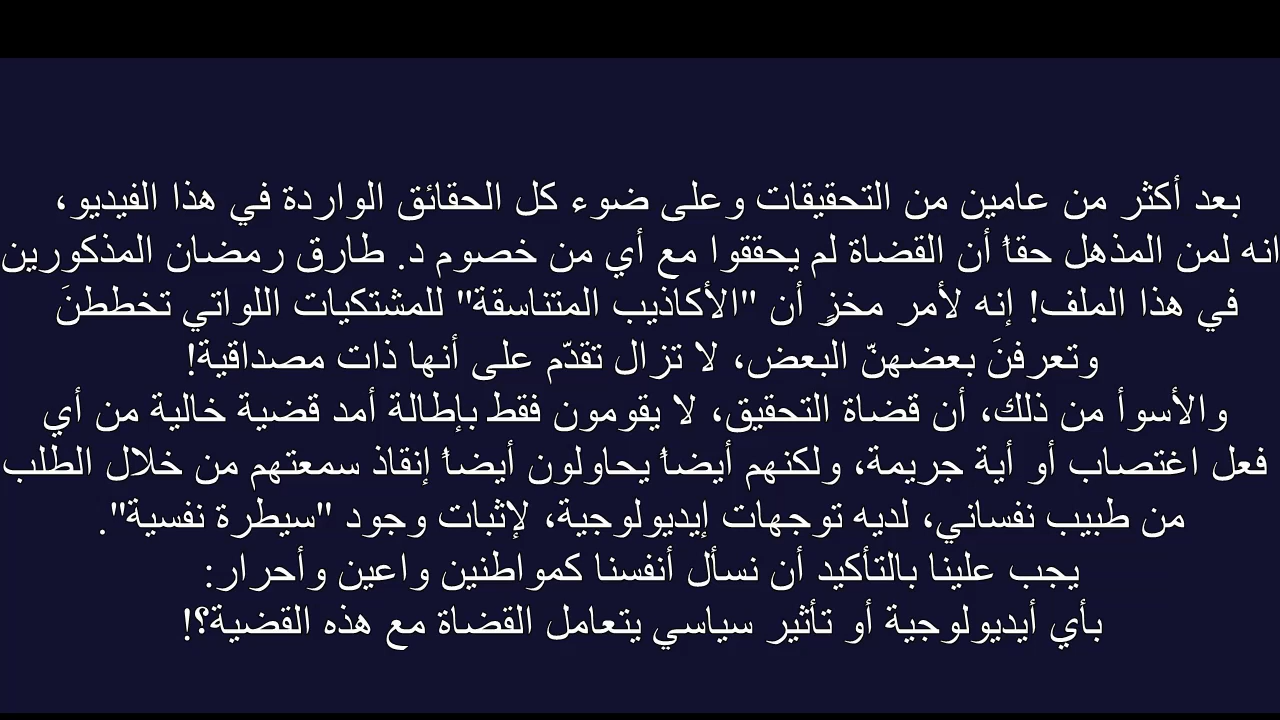 بعد أكثر من عامين من التحقيقات وعلى ضوء كل الحقائق الواردة في هذا الفيديو،
انه لمن المذهل حقاً أن القضاة لم يحققوا مع أي من خصوم د. طارق رمضان المذكورين
في هذا الملف! إنه لأمر مخزٍ أن "الأكاذيب المتناسقة" للمشتكيات اللواتي تخططنَ
وتعرفنَ بعضهنّ البعض، لا تزال تقدّم على أنها ذات مصداقية!
والأسوأ من ذلك، أن قضاة التحقيق، لا يقومون فقط بإطالة أمد قضية خالية من أي
فعل اغتصاب أو أية جريمة، ولكنهم أيضاً يحاولون أيضاً إنقاذ سمعتهم من خلال الطلب
من طبيب نفساني، لديه توجهات إيديولوجية، لإثبات وجود "سيطرة نفسية".
يجب علينا بالتأكيد أن نسأل أنفسنا كمواطنين واعين وأحرار:
بأي أيديولوجية أو تأثير سياسي يتعامل القضاة مع هذه القضية؟!